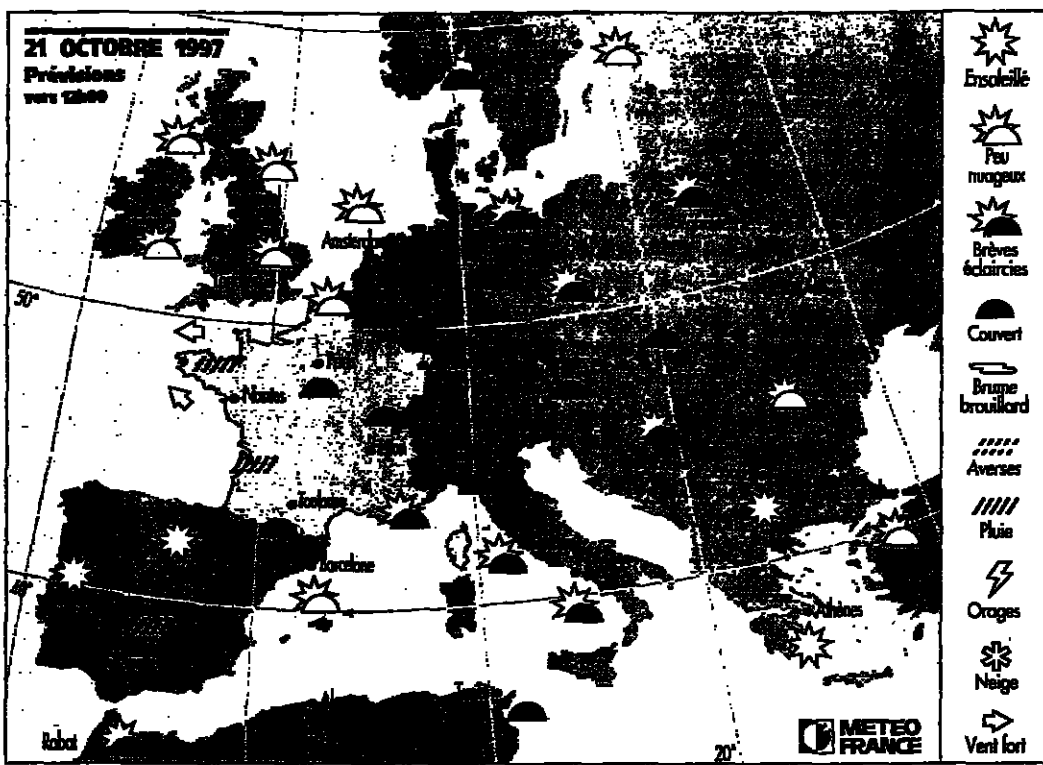 21 OCTOBRE 1997
Prévisions
vers 12h00
Amsterdam
50°
Nantes
Toulouse
Barcelone
Athènes
Rabat
20°
METEO
FRANCE
Ensoleillé
Peu
nuageux
Brèves
éclaircies
Couvert
Brume
brouillard
Averses
Pluie
Orages
Neige
Vent fort